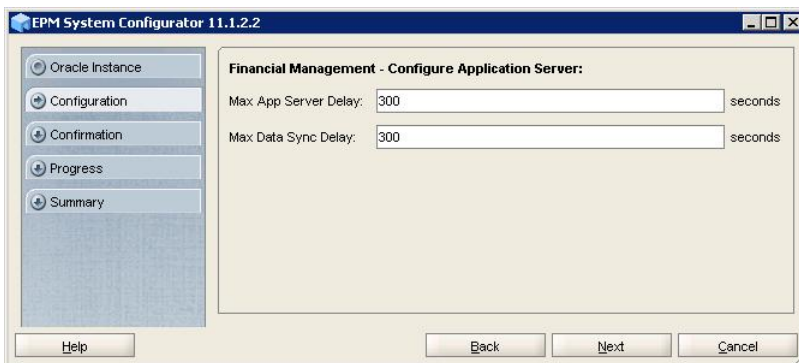 EPM System Configurator 11.1.2.2
Oracle Instance
Configuration
Confirmation
Progress
Summary
Financial Management - Configure Application Server:
Max App Server Delay: 300 seconds
Max Data Sync Delay: 300 seconds
Help Back Next Cancel